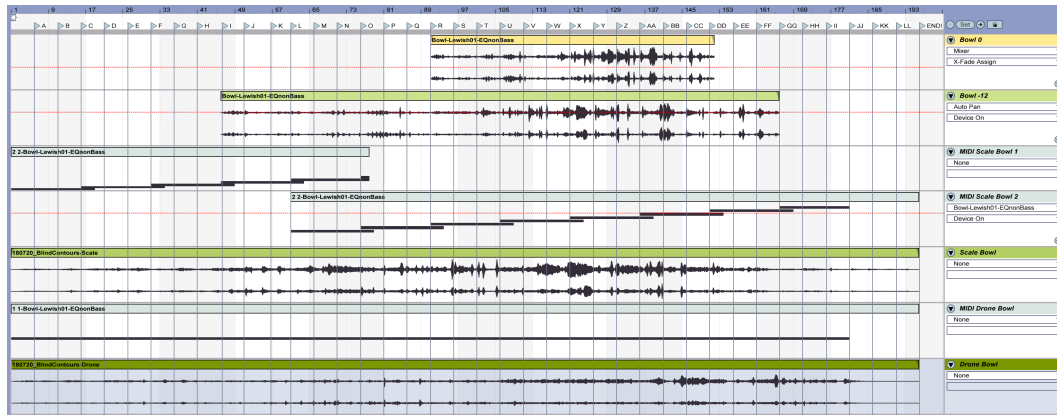 1 9 17 25 33 41 49 57 65 73 81 89 97 105 113 121 129 137 145 153 161 169 177 185 193
A B C D E F G H I J K L M N O P Q R S T U V W X Y Z AA BB CC DD EE FF GG HH II JJ KK LL END!
Set
Bowl-Lewish01-EQnonBass
Bowl 0
Mixer
X-Fade Assign
Bowl-Lewish01-EQnonBass
Bowl -12
Auto Pan
Device On
2 2-Bowl-Lewish01-EQnonBass
MIDI Scale Bowl 1
None
2 2-Bowl-Lewish01-EQnonBass
MIDI Scale Bowl 2
Bowl-Lewish01-EQnonBass
Device On
180720_BlindContours-Scale
Scale Bowl
None
1 1-Bowl-Lewish01-EQnonBass
MIDI Drone Bowl
None
180720_BlindContours-Drone
Drone Bowl
None